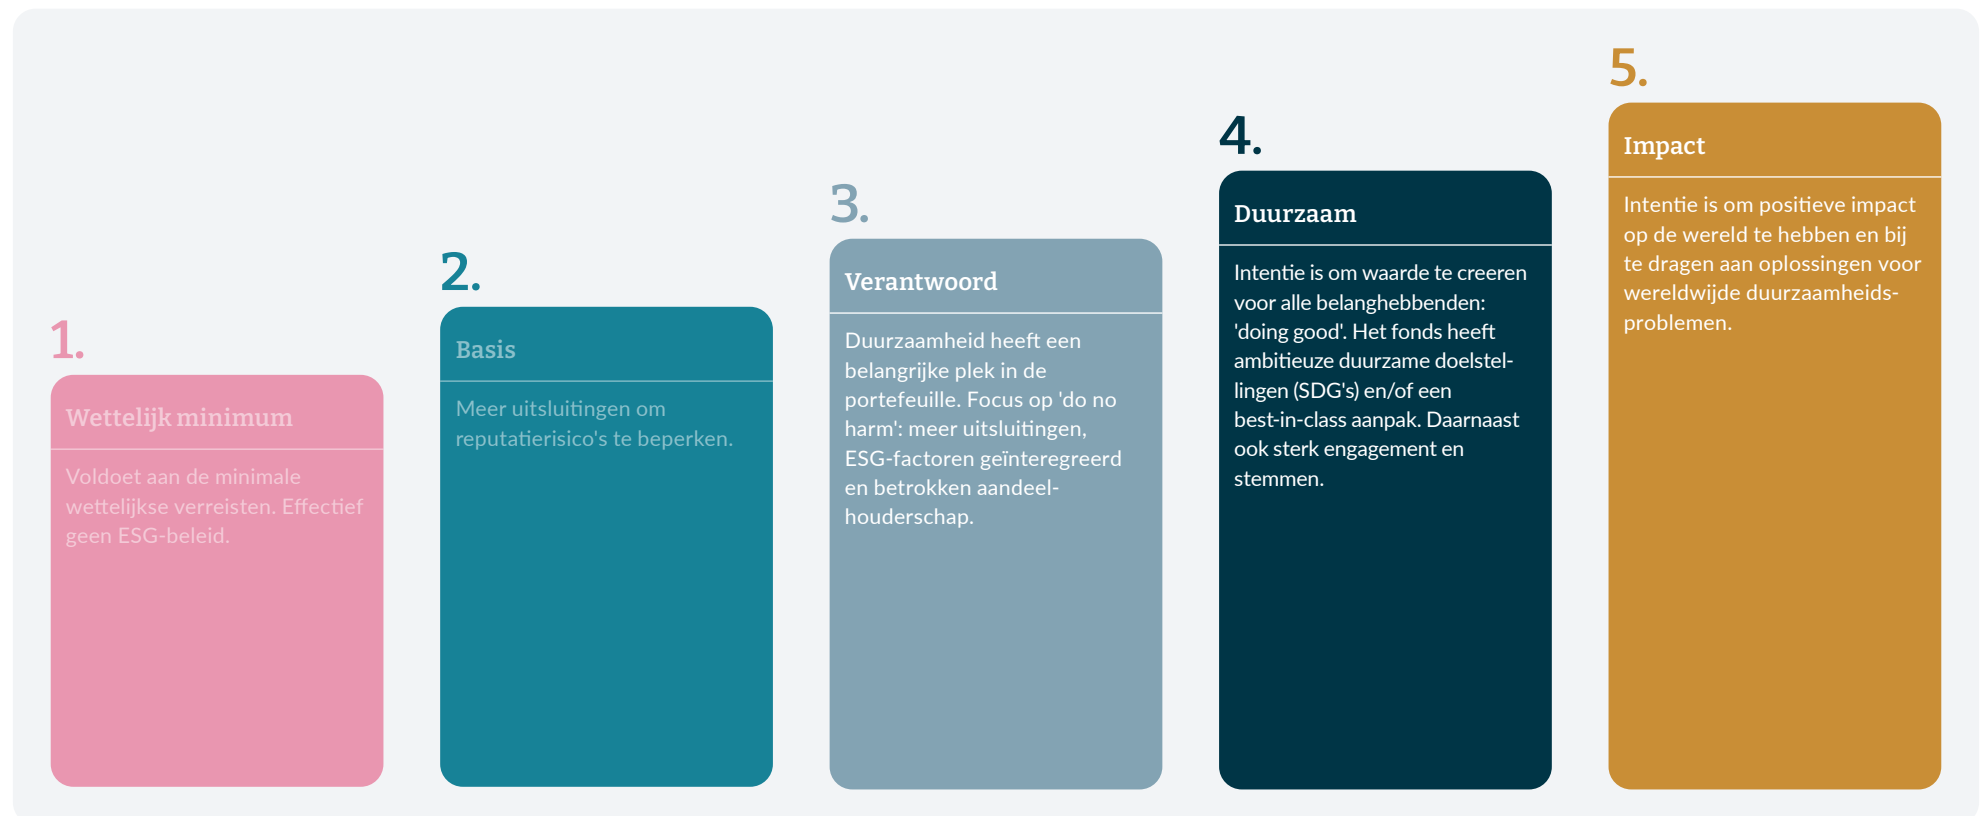 1.
Wettelijk minimum
Voldoet aan de minimale
wettelijkse verreisten. Effectief
geen ESG-beleid.
2.
Basis
Meer uitsluitingen om
reputatierisico's te beperken.
3.
Verantwoord
Duurzaamheid heeft een
belangrijke plek in de
portefeuille. Focus op 'do no
harm': meer uitsluitingen,
ESG-factoren geïnteregreerd
en betrokken aandeel-
houderschap.
4.
Duurzaam
Intentie is om waarde te creeren
voor alle belanghebbenden:
'doing good'. Het fonds heeft
ambitieuze duurzame doelstel-
lingen (SDG's) en/of een
best-in-class aanpak. Daarnaast
ook sterk engagement en
stemmen.
5.
Impact
Intentie is om positieve impact
op de wereld te hebben en bij
te dragen aan oplossingen voor
wereldwijde duurzaamheids-
problemen.